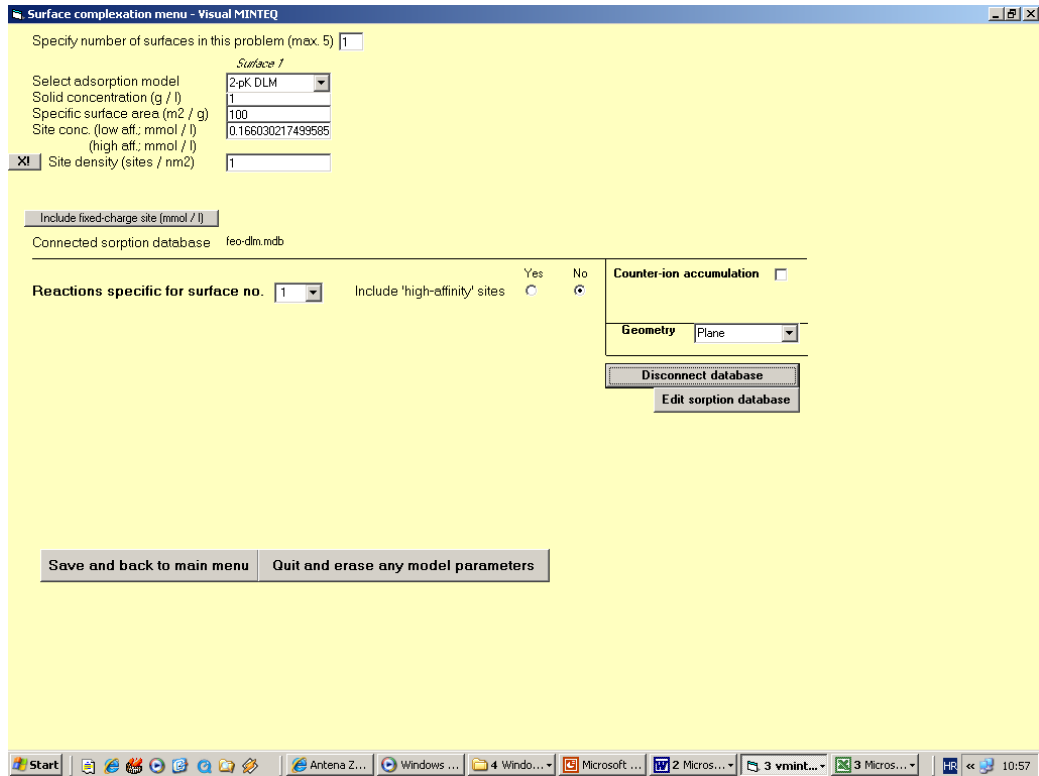 Surface complexation menu - Visual MINTEQ
Specify number of surfaces in this problem (max. 5) 1
Surface 1
Select adsorption model 2-pK DLM
Solid concentration (g / l) 1
Specific surface area (m2 / g) 100
Site conc. (low aff.; mmol / l) 0.166030217499585
(high aff.; mmol / l)
X! Site density (sites / nm2) 1
Include fixed-charge site (mmol / l)
Connected sorption database feo-dlm.mdb
Yes No Counter-ion accumulation
Reactions specific for surface no. 1 Include 'high-affinity' sites
Geometry Plane
Disconnect database
Edit sorption database
Save and back to main menu Quit and erase any model parameters
Start Antena Z... Windows ... 4 Windo... Microsoft ... 2 Micros... 3 vmint... 3 Micros... HR « 10:57